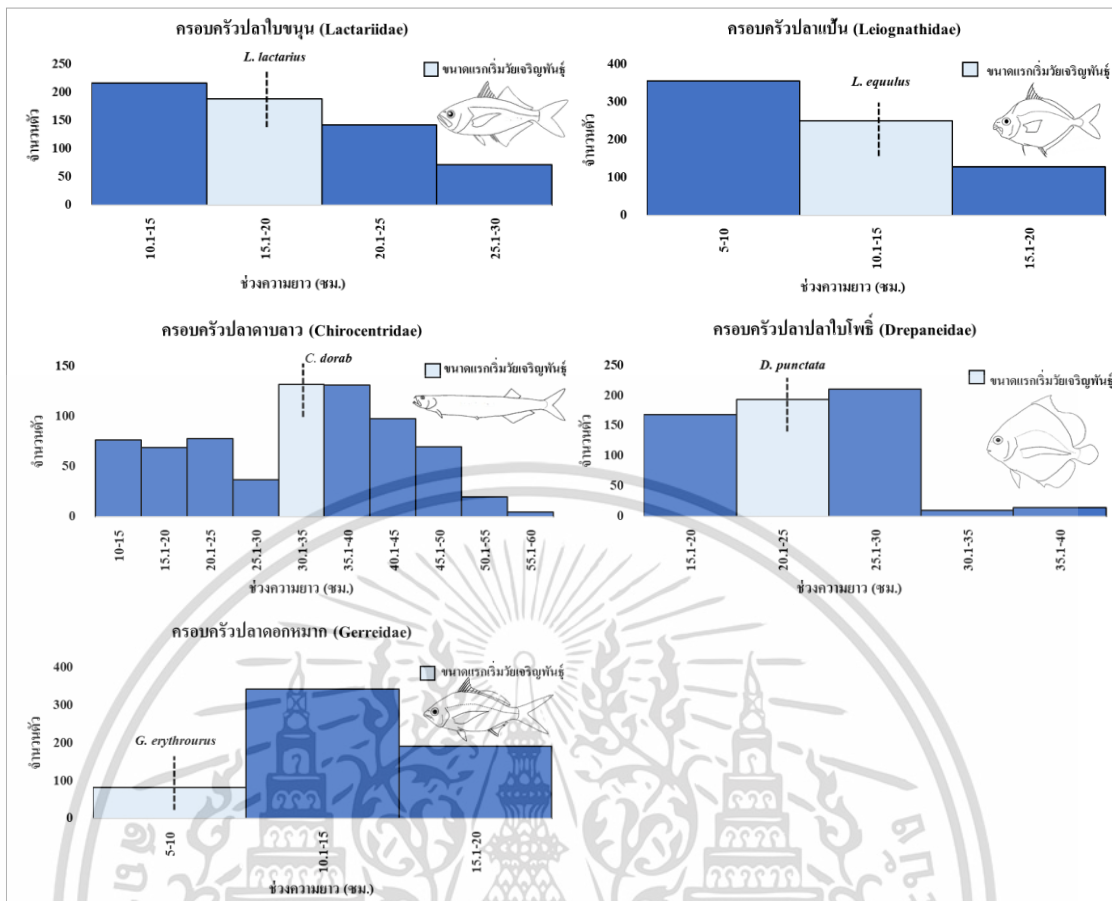 ครอบครัวปลาใบขนุน (Lactariidae)
L. lactarius
ขนาดแรกเริ่มวัยเจริญพันธุ์
จำนวนตัว
250
200
150
100
50
0
10.1-15
15.1-20
20.1-25
25.1-30
ช่วงความยาว (ซม.)
ครอบครัวปลาแป้น (Leiognathidae)
ขนาดแรกเริ่มวัยเจริญพันธุ์
L. equulus
จำนวนตัว
400
300
200
100
0
5-10
10.1-15
15.1-20
ช่วงความยาว (ซม.)
ครอบครัวปลาดาบลาว (Chirocentridae)
C. dorab
ขนาดแรกเริ่มวัยเจริญพันธุ์
จำนวนตัว
150
100
50
0
10-15
15.1-20
20.1-25
25.1-30
30.1-35
35.1-40
40.1-45
45.1-50
50.1-55
55.1-60
ช่วงความยาว (ซม.)
ครอบครัวปลาปลาใบโพธิ์ (Drepaneidae)
D. punctata
ขนาดแรกเริ่มวัยเจริญพันธุ์
จำนวนตัว
250
200
150
100
50
0
15.1-20
20.1-25
25.1-30
30.1-35
35.1-40
ช่วงความยาว (ซม.)
ครอบครัวปลาดอกหมาก (Gerreidae)
ขนาดแรกเริ่มวัยเจริญพันธุ์
G. erythrourus
จำนวนตัว
400
300
200
100
0
5-10
10.1-15
15.1-20
ช่วงความยาว (ซม.)